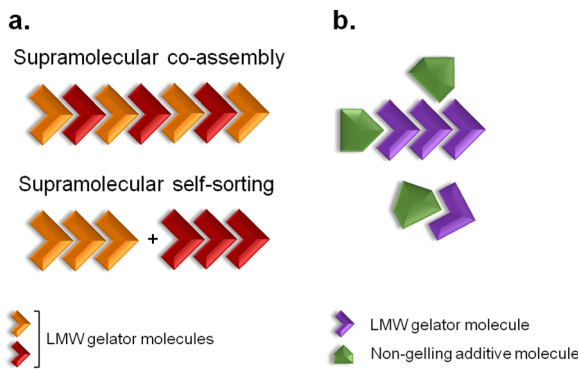 a.
Supramolecular co-assembly
Supramolecular self-sorting
+
LMW gelator molecules
b.
LMW gelator molecule
Non-gelling additive molecule